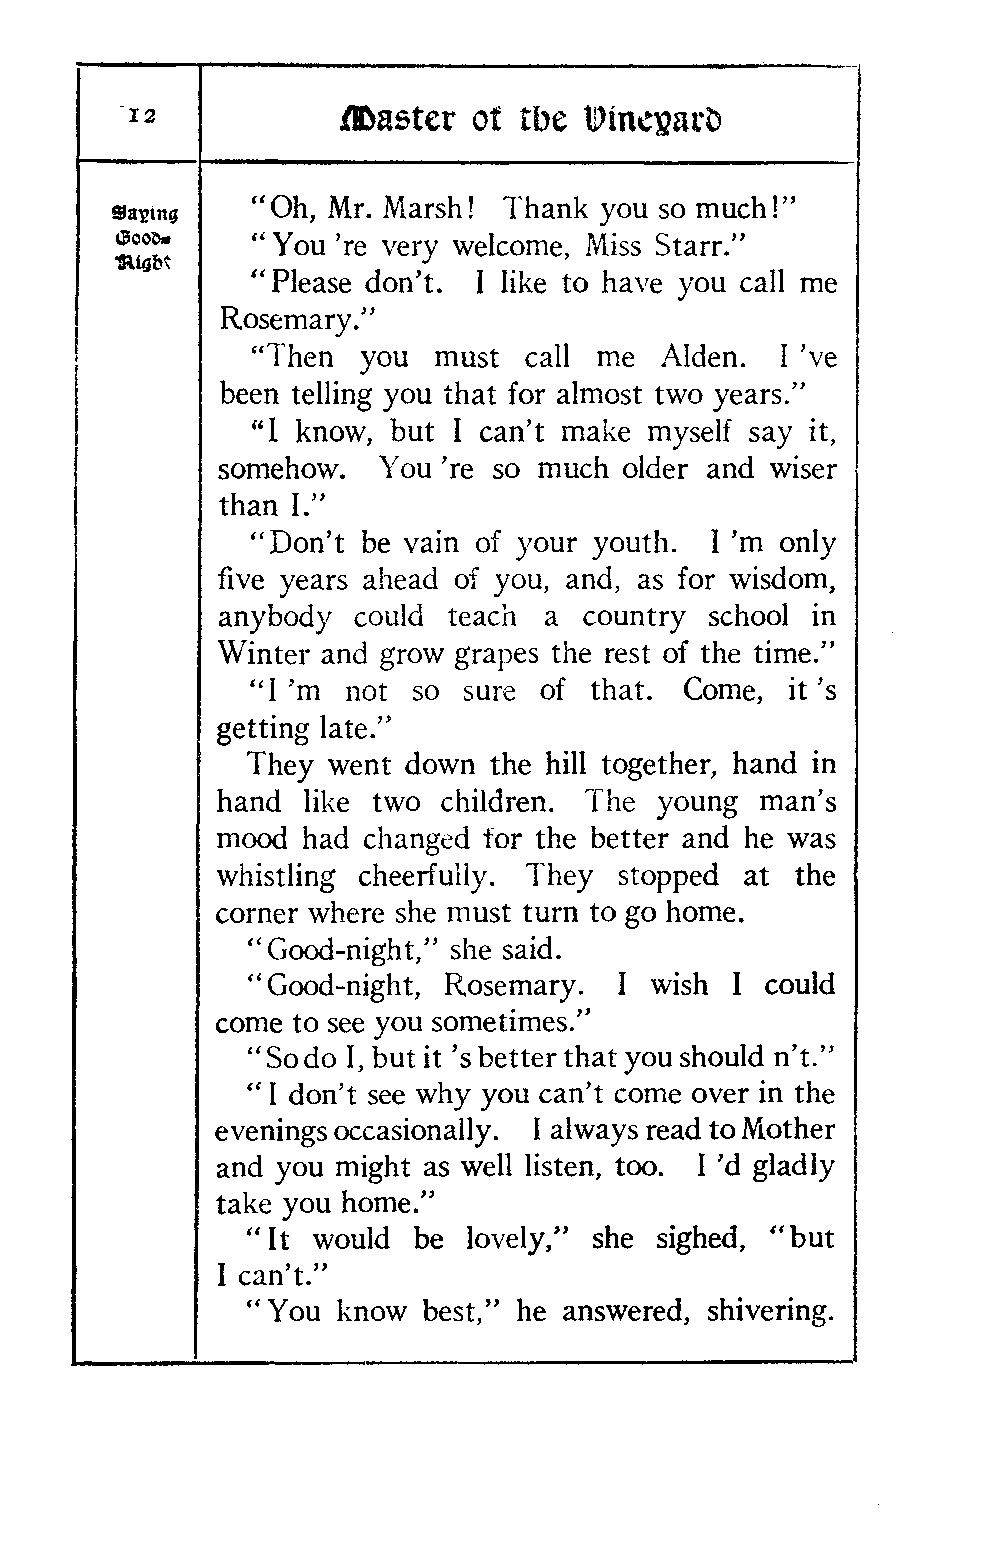 12
Master of the Vineyard
Saying
Good-
Night
"Oh, Mr. Marsh! Thank you so much!"
"You 're very welcome, Miss Starr."
"Please don't. I like to have you call me
Rosemary."
"Then you must call me Alden. I 've
been telling you that for almost two years."
"I know, but I can't make myself say it,
somehow. You 're so much older and wiser
than I."
"Don't be vain of your youth. I 'm only
five years ahead of you, and, as for wisdom,
anybody could teach a country school in
Winter and grow grapes the rest of the time."
"I 'm not so sure of that. Come, it 's
getting late."
They went down the hill together, hand in
hand like two children. The young man's
mood had changed for the better and he was
whistling cheerfully. They stopped at the
corner where she must turn to go home.
"Good-night," she said.
"Good-night, Rosemary. I wish I could
come to see you sometimes."
"So do I, but it 's better that you should n't."
"I don't see why you can't come over in the
evenings occasionally. I always read to Mother
and you might as well listen, too. I 'd gladly
take you home."
"It would be lovely," she sighed, "but
I can't."
"You know best," he answered, shivering.